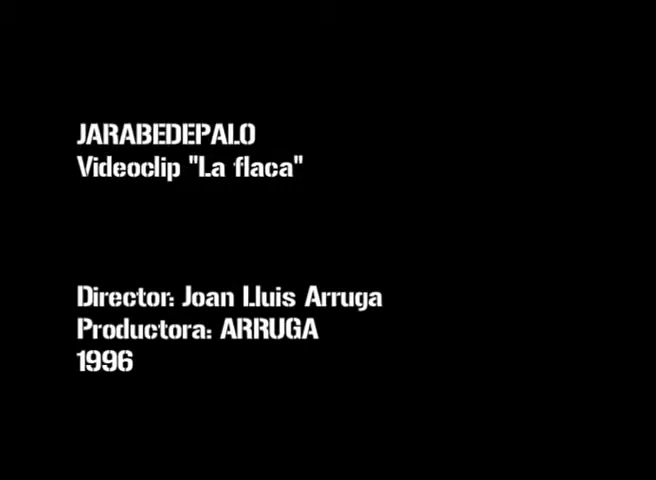 JARABEDEPALO
Videoclip "La flaca"
Director: Joan Lluis Arruga
Productora: ARRUGA
1996